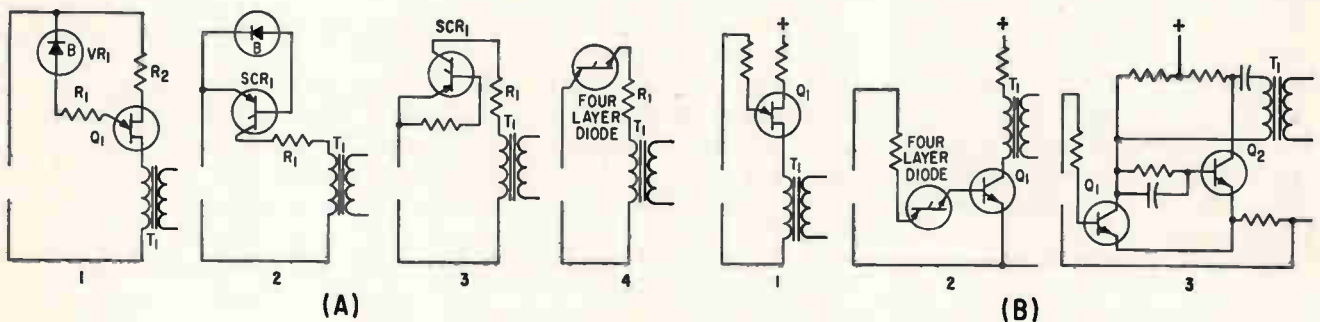 B
VR1
R2
R1
Q1
T1
1
B
SCR1
R1
T1
2
SCR1
R1
T1
3
FOUR
LAYER
DIODE
R1
T1
4
(A)
+
Q1
T1
1
+
T1
FOUR
LAYER
DIODE
Q1
2
+
T1
Q2
Q1
3
(B)